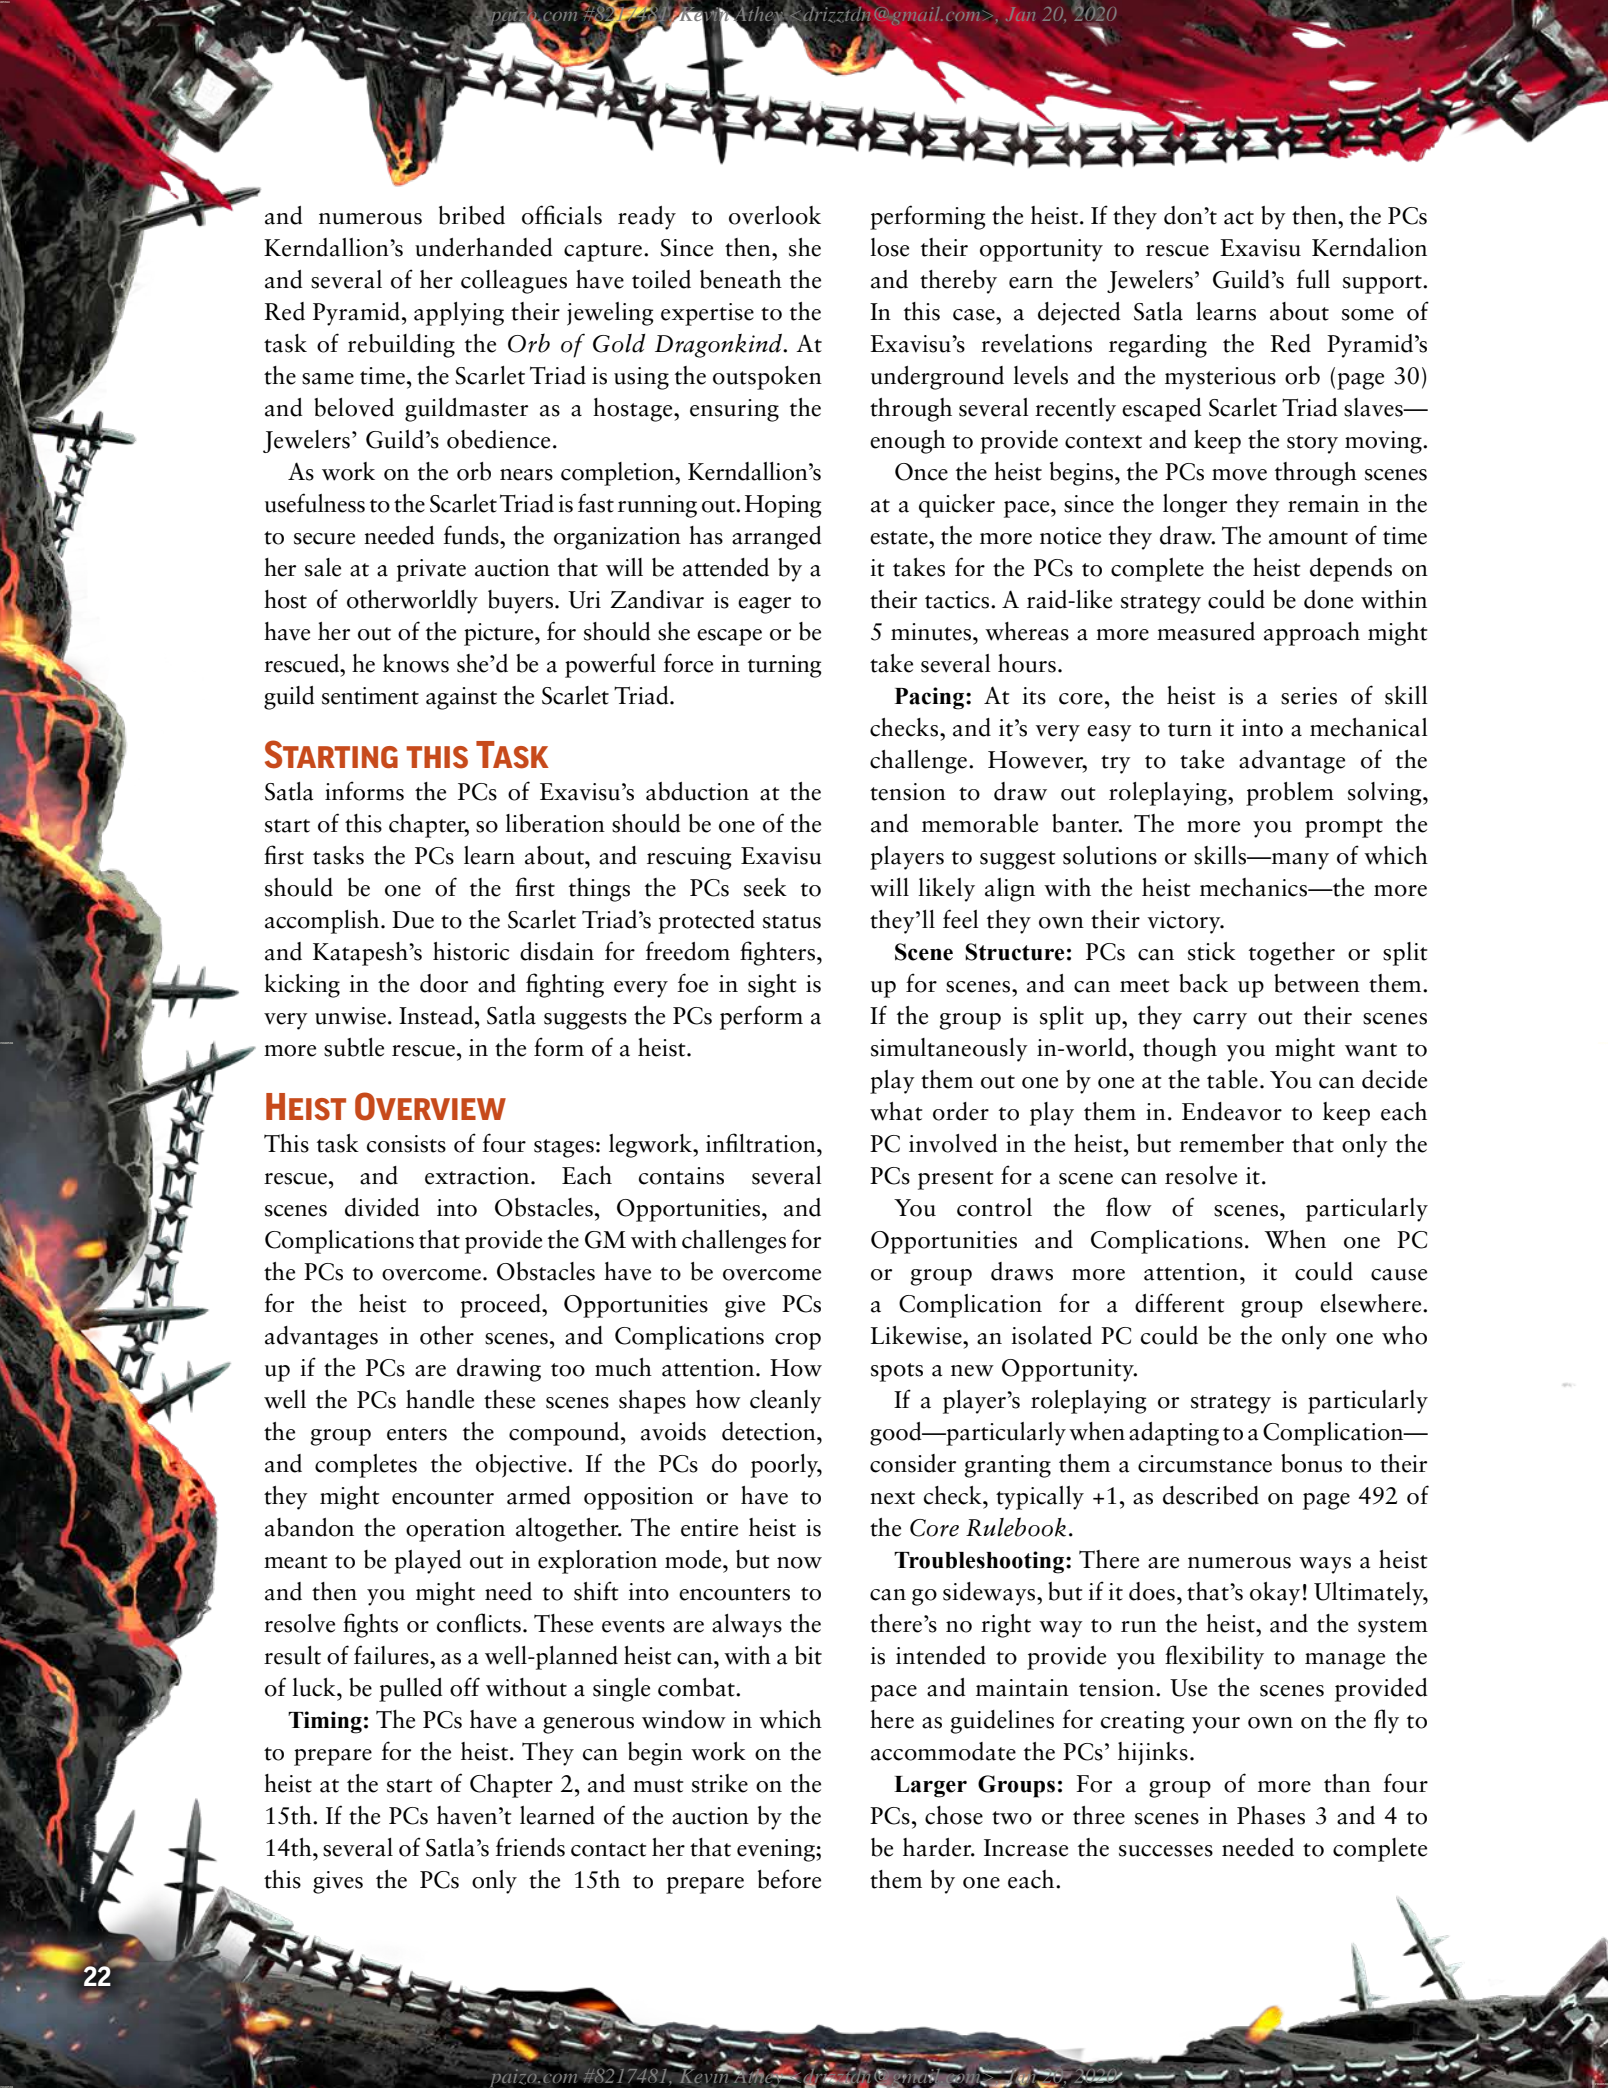 paizo.com #8217481, Kevin Athey <drizztdn@gmail.com>, Jan 20, 2020
and numerous bribed officials ready to overlook
Kerndallion’s underhanded capture. Since then, she
and several of her colleagues have toiled beneath the
Red Pyramid, applying their jeweling expertise to the
task of rebuilding the Orb of Gold Dragonkind. At
the same time, the Scarlet Triad is using the outspoken
and beloved guildmaster as a hostage, ensuring the
Jewelers’ Guild’s obedience.
As work on the orb nears completion, Kerndallion’s
usefulness to the Scarlet Triad is fast running out. Hoping
to secure needed funds, the organization has arranged
her sale at a private auction that will be attended by a
host of otherworldly buyers. Uri Zandivar is eager to
have her out of the picture, for should she escape or be
rescued, he knows she’d be a powerful force in turning
guild sentiment against the Scarlet Triad.
STARTING THIS TASK
Satla informs the PCs of Exavisu’s abduction at the
start of this chapter, so liberation should be one of the
first tasks the PCs learn about, and rescuing Exavisu
should be one of the first things the PCs seek to
accomplish. Due to the Scarlet Triad’s protected status
and Katapesh’s historic disdain for freedom fighters,
kicking in the door and fighting every foe in sight is
very unwise. Instead, Satla suggests the PCs perform a
more subtle rescue, in the form of a heist.
HEIST OVERVIEW
This task consists of four stages: legwork, infiltration,
rescue, and extraction. Each contains several
scenes divided into Obstacles, Opportunities, and
Complications that provide the GM with challenges for
the PCs to overcome. Obstacles have to be overcome
for the heist to proceed, Opportunities give PCs
advantages in other scenes, and Complications crop
up if the PCs are drawing too much attention. How
well the PCs handle these scenes shapes how cleanly
the group enters the compound, avoids detection,
and completes the objective. If the PCs do poorly,
they might encounter armed opposition or have to
abandon the operation altogether. The entire heist is
meant to be played out in exploration mode, but now
and then you might need to shift into encounters to
resolve fights or conflicts. These events are always the
result of failures, as a well-planned heist can, with a bit
of luck, be pulled off without a single combat.
Timing: The PCs have a generous window in which
to prepare for the heist. They can begin work on the
heist at the start of Chapter 2, and must strike on the
15th. If the PCs haven’t learned of the auction by the
14th, several of Satla’s friends contact her that evening;
this gives the PCs only the 15th to prepare before
performing the heist. If they don’t act by then, the PCs
lose their opportunity to rescue Exavisu Kerndalion
and thereby earn the Jewelers’ Guild’s full support.
In this case, a dejected Satla learns about some of
Exavisu’s revelations regarding the Red Pyramid’s
underground levels and the mysterious orb (page 30)
through several recently escaped Scarlet Triad slaves—
enough to provide context and keep the story moving.
Once the heist begins, the PCs move through scenes
at a quicker pace, since the longer they remain in the
estate, the more notice they draw. The amount of time
it takes for the PCs to complete the heist depends on
their tactics. A raid-like strategy could be done within
5 minutes, whereas a more measured approach might
take several hours.
Pacing: At its core, the heist is a series of skill
checks, and it’s very easy to turn it into a mechanical
challenge. However, try to take advantage of the
tension to draw out roleplaying, problem solving,
and memorable banter. The more you prompt the
players to suggest solutions or skills—many of which
will likely align with the heist mechanics—the more
they’ll feel they own their victory.
Scene Structure: PCs can stick together or split
up for scenes, and can meet back up between them.
If the group is split up, they carry out their scenes
simultaneously in-world, though you might want to
play them out one by one at the table. You can decide
what order to play them in. Endeavor to keep each
PC involved in the heist, but remember that only the
PCs present for a scene can resolve it.
You control the flow of scenes, particularly
Opportunities and Complications. When one PC
or group draws more attention, it could cause
a Complication for a different group elsewhere.
Likewise, an isolated PC could be the only one who
spots a new Opportunity.
If a player’s roleplaying or strategy is particularly
good—particularly when adapting to a Complication—
consider granting them a circumstance bonus to their
next check, typically +1, as described on page 492 of
the Core Rulebook.
Troubleshooting: There are numerous ways a heist
can go sideways, but if it does, that’s okay! Ultimately,
there’s no right way to run the heist, and the system
is intended to provide you flexibility to manage the
pace and maintain tension. Use the scenes provided
here as guidelines for creating your own on the fly to
accommodate the PCs’ hijinks.
Larger Groups: For a group of more than four
PCs, chose two or three scenes in Phases 3 and 4 to
be harder. Increase the successes needed to complete
them by one each.
22
paizo.com #8217481, Kevin Athey <drizztdn@gmail.com>, Jan 20, 2020